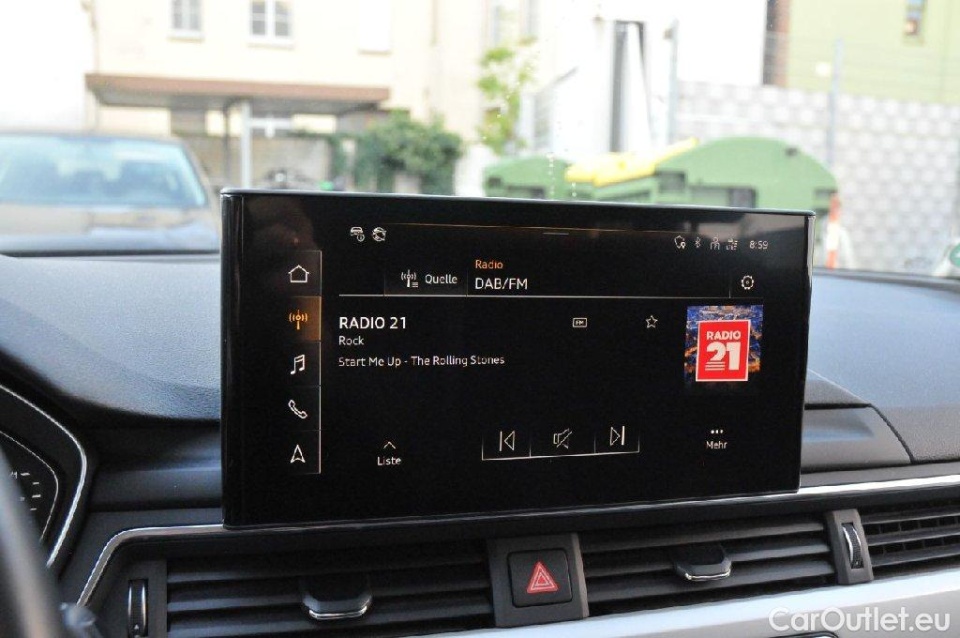 8:59
Quelle
Radio
DAB/FM
RADIO 21
Rock
Start Me Up - The Rolling Stones
FM
RADIO
21
Liste
Mehr
CarOutlet.eu